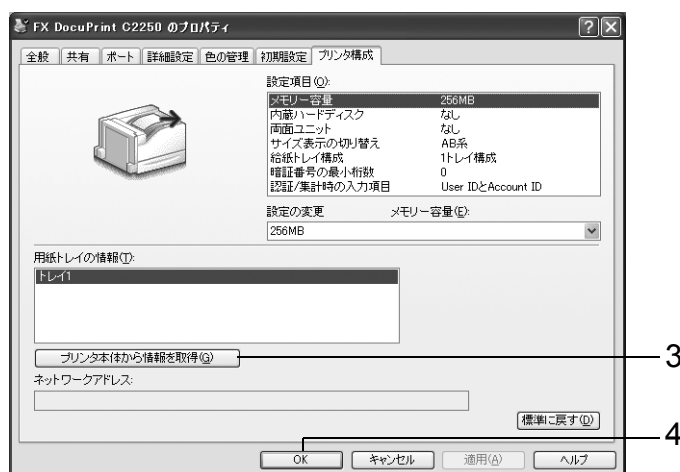 FX DocuPrint C2250 のプロパティ
全般 共有 ポート 詳細設定 色の管理 初期設定 プリンタ構成
設定項目(O):
メモリー容量 256MB
内蔵ハードディスク なし
両面ユニット なし
サイズ表示の切り替え AB系
給紙トレイ構成 1トレイ構成
暗証番号の最小桁数 0
認証/集計時の入力項目 User IDとAccount ID
設定の変更 メモリー容量(E):
256MB
用紙トレイの情報(T):
トレイ1
プリンタ本体から情報を取得(G)
3
ネットワークアドレス:
標準に戻す(D)
4
OK キャンセル 適用(A) ヘルプ